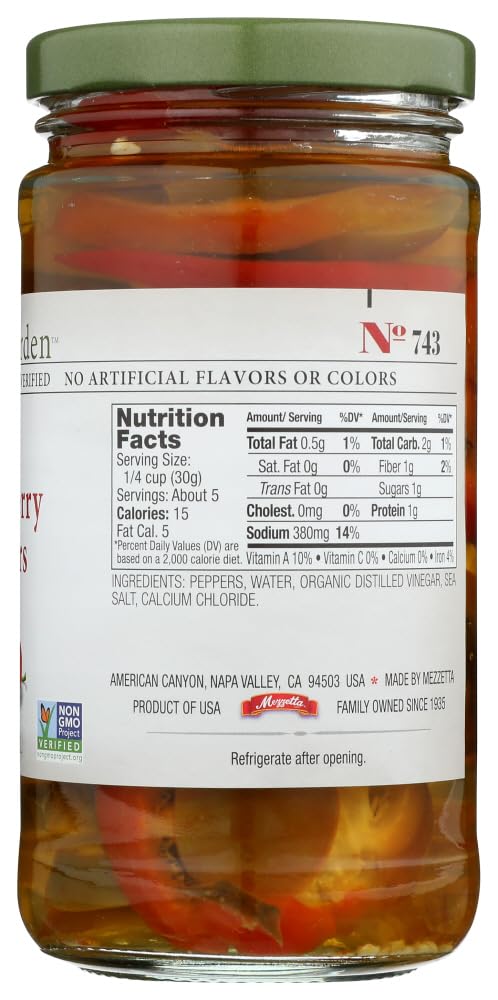 rden™
Nº 743
ERIFIED NO ARTIFICIAL FLAVORS OR COLORS
rry
rs
Nutrition
Facts
Serving Size:
1/4 cup (30g)
Servings: About 5
Calories: 15
Fat Cal. 5
*Percent Daily Values (DV) are
based on a 2,000 calorie diet.
Amount/ Serving %DV* Amount/Serving %DV*
Total Fat 0.5g 1% Total Carb. 2g 1%
Sat. Fat 0g 0% Fiber 1g 2%
Trans Fat 0g Sugars 1g
Cholest. 0mg 0% Protein 1g
Sodium 380mg 14%
Vitamin A 10% • Vitamin C 0% • Calcium 0% • Iron 4%
INGREDIENTS: PEPPERS, WATER, ORGANIC DISTILLED VINEGAR, SEA
SALT, CALCIUM CHLORIDE.
AMERICAN CANYON, NAPA VALLEY, CA 94503 USA * MADE BY MEZZETTA
PRODUCT OF USA Mezzetta FAMILY OWNED SINCE 1935
NON
GMO
Project
VERIFIED
nongmoproject.org
Refrigerate after opening.